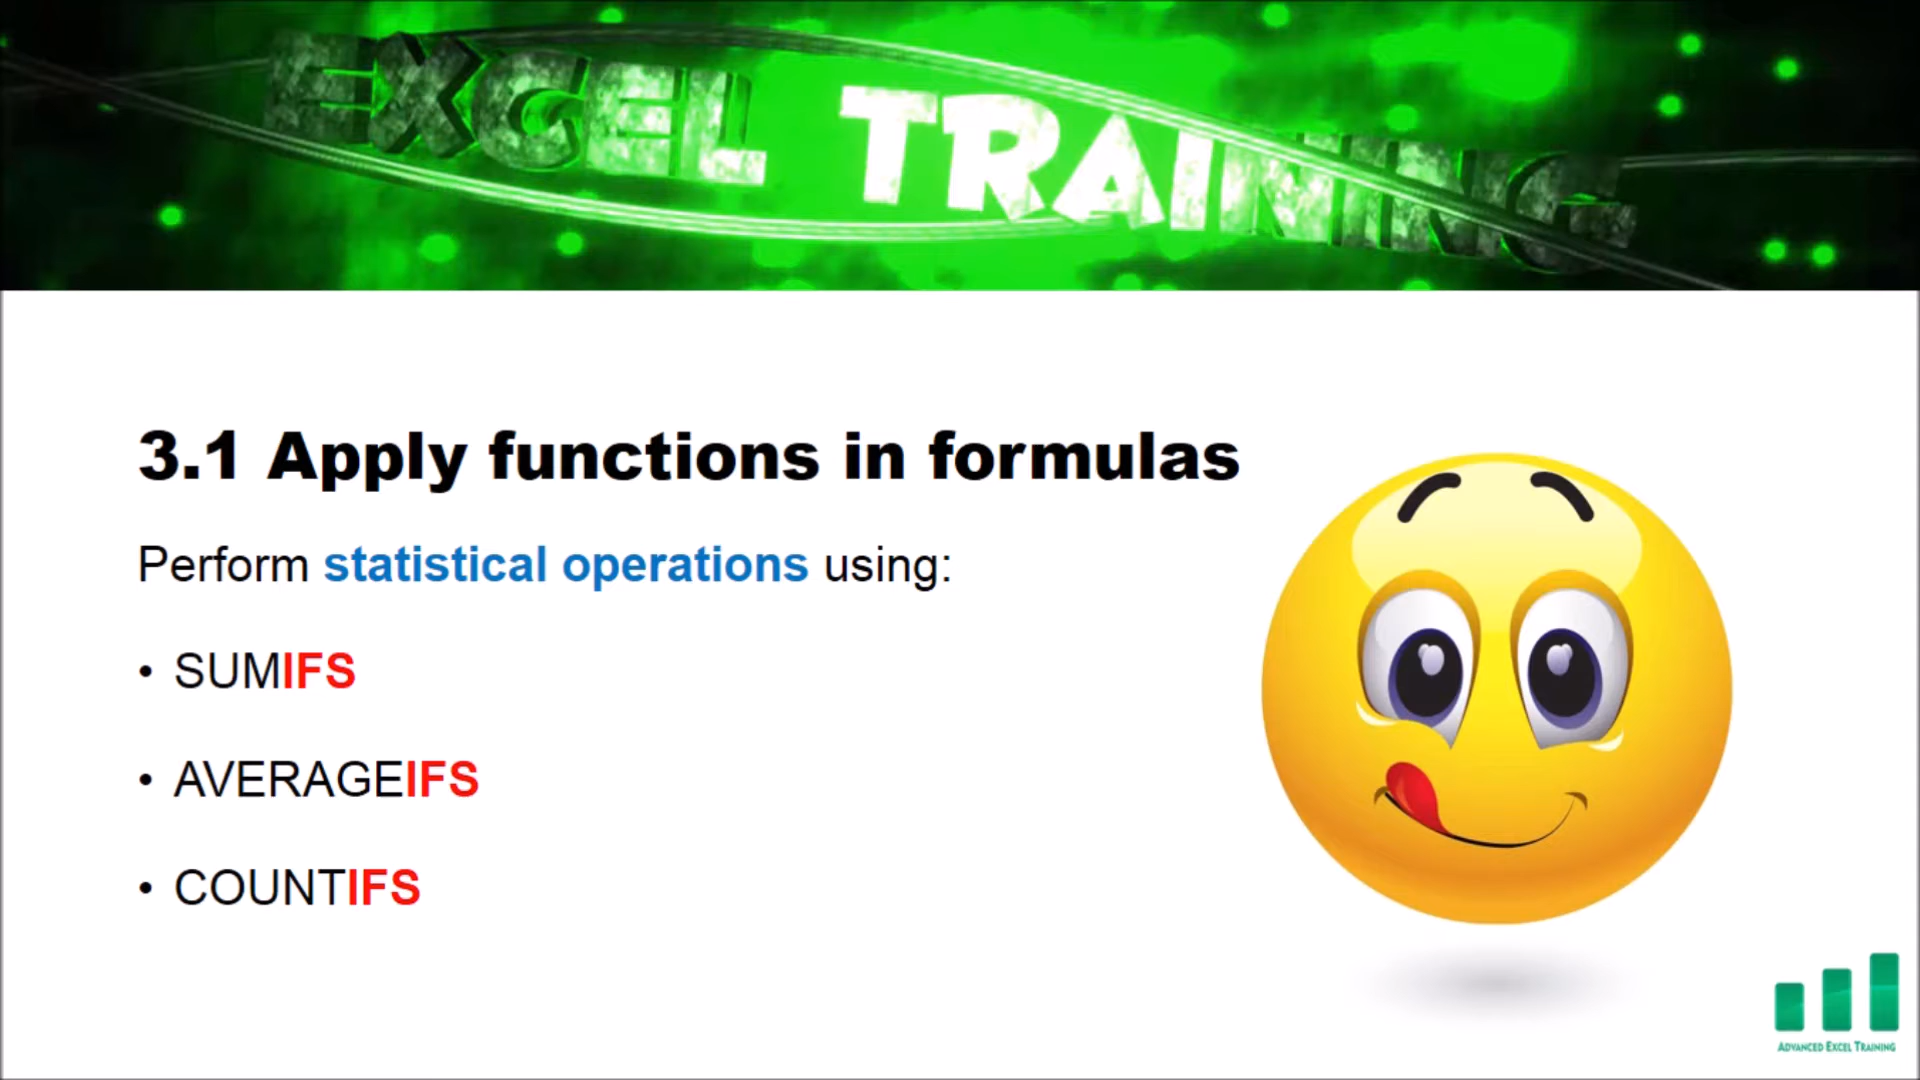 EXCEL TRAINING
3.1 Apply functions in formulas
Perform statistical operations using:
• SUMIFS
• AVERAGEIFS
• COUNTIFS
ADVANCED EXCEL TRAINING